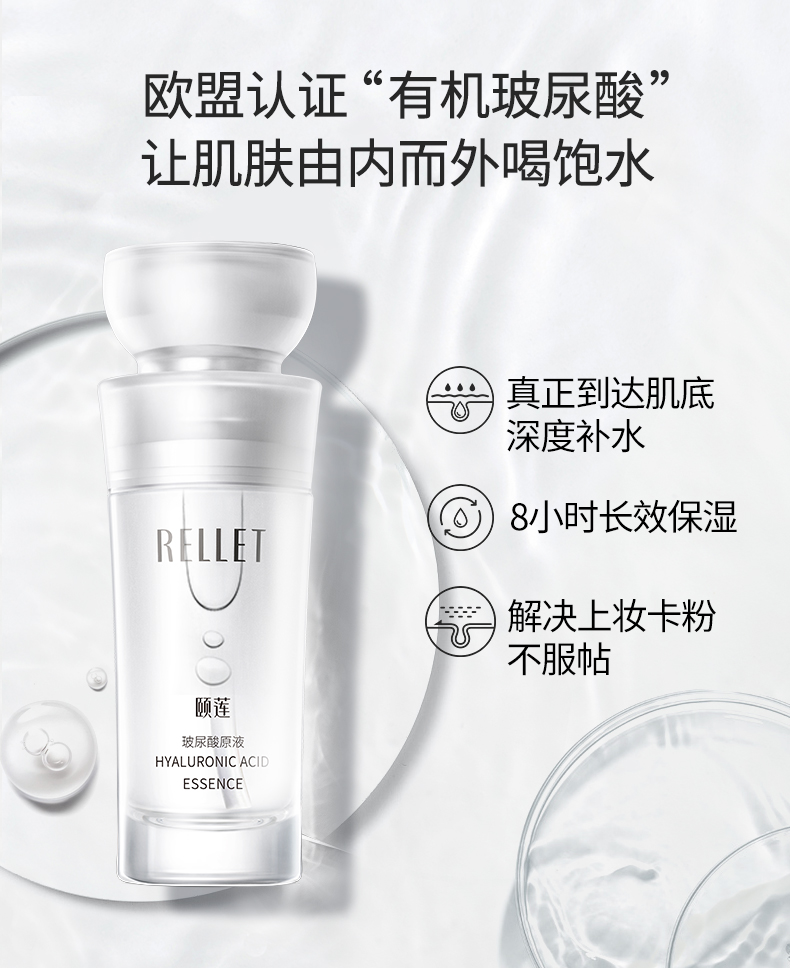 欧盟认证“有机玻尿酸”
让肌肤由内而外喝饱水
真正到达肌底
深度补水
8小时长效保湿
解决上妆卡粉
不服帖
RELLET
颐莲
玻尿酸原液
HYALURONIC ACID
ESSENCE